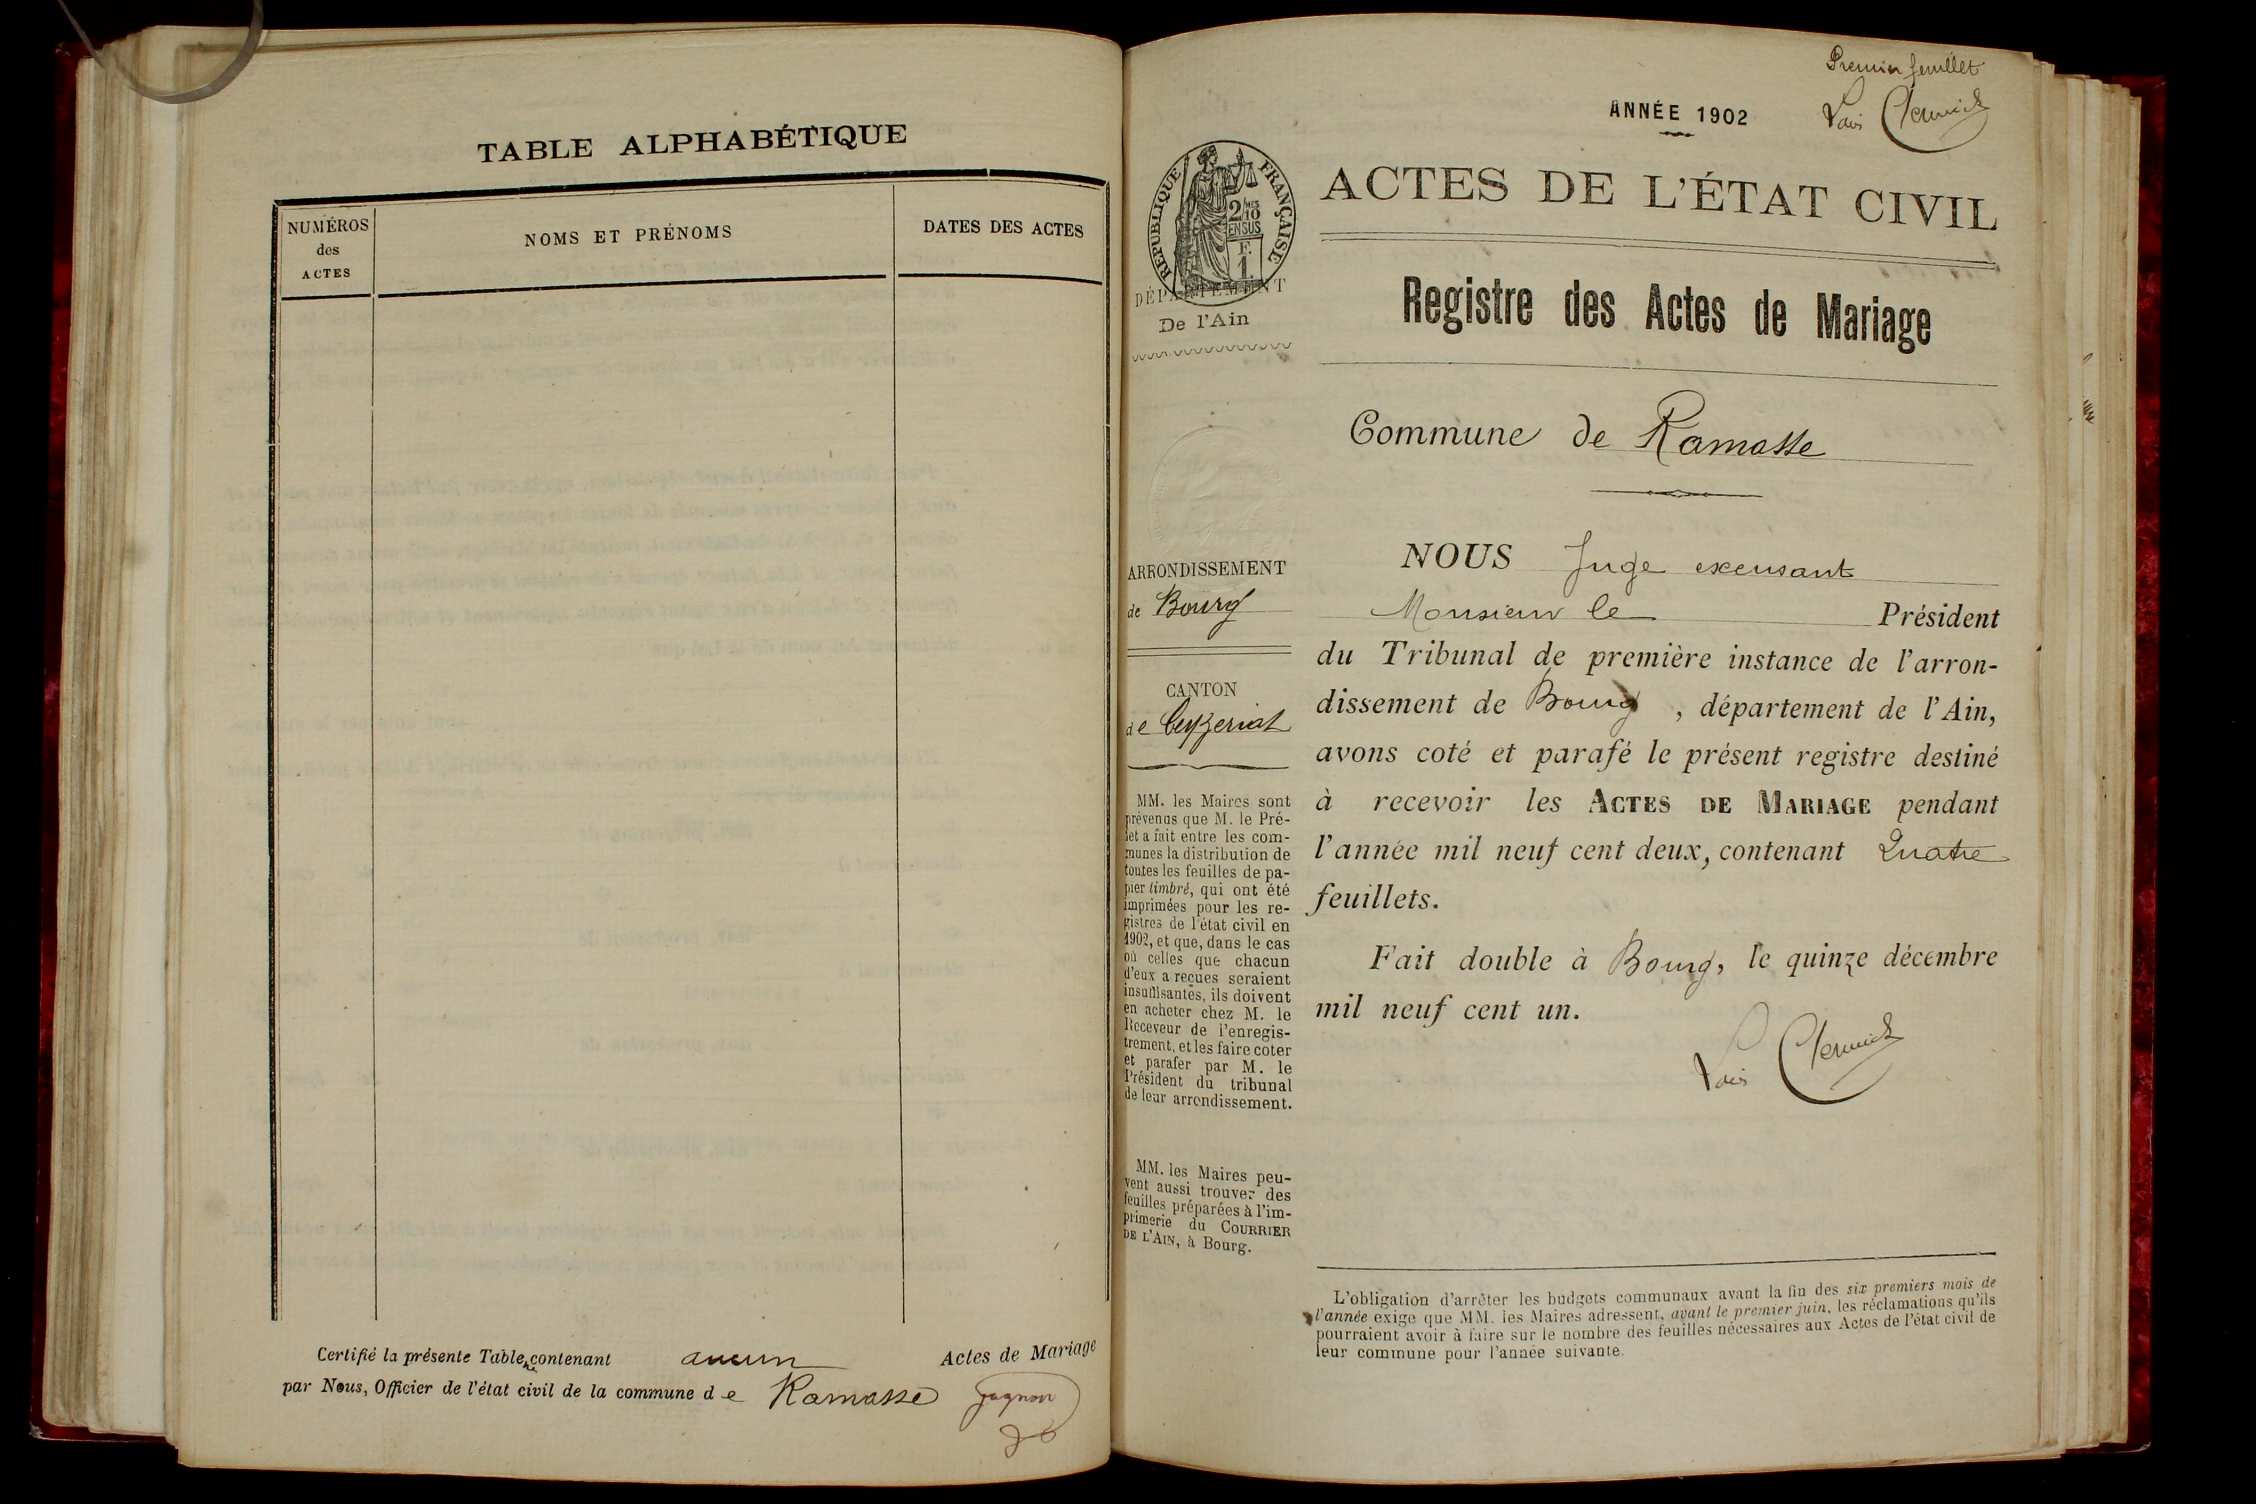 TABLE ALPHABÉTIQUE
NUMÉROS
des
ACTES
NOMS ET PRÉNOMS
DATES DES ACTES
Certifié la présente Table ne contenant aucun Actes de Mariage
par Nous, Officier de l'état civil de la commune de Ramasse
Gagnon
Premier feuillet
ANNÉE 1902
RÉPUBLIQUE FRANÇAISE
2/10
EN SUS
F.
1
DÉPARTEMENT
De l'Ain
ACTES DE L'ÉTAT CIVIL
Registre des Actes de Mariage
Commune de Ramasse
ARRONDISSEMENT
de Bourg
CANTON
de Ceyzeriat
MM. les Maires sont
prévenus que M. le Pré-
fet a fait entre les com-
munes la distribution de
toutes les feuilles de pa-
pier timbré, qui ont été
imprimées pour les re-
gistres de l'état civil en
1902, et que, dans le cas
où celles que chacun
d'eux a reçues seraient
insuffisantes, ils doivent
en acheter chez M. le
Receveur de l'enregis-
trement, et les faire coter
et parafer par M. le
Président du tribunal
de leur arrondissement.
MM. les Maires peu-
vent aussi trouver des
feuilles préparées à l'im-
primerie du COURRIER
DE L'AIN, à Bourg.
NOUS Juge excusant
Monsieur le Président
du Tribunal de première instance de l'arron-
dissement de Bourg, département de l'Ain,
avons coté et parafé le présent registre destiné
à recevoir les ACTES DE MARIAGE pendant
l'année mil neuf cent deux, contenant Quatre
feuillets.
Fait double à Bourg, le quinze décembre
mil neuf cent un.
L'obligation d'arrêter les budgets communaux avant la fin des six premiers mois de
l'année exige que MM. les Maires adressent, avant le premier juin, les réclamations qu'ils
pourraient avoir à faire sur le nombre des feuilles nécessaires aux Actes de l'état civil de
leur commune pour l'année suivante.